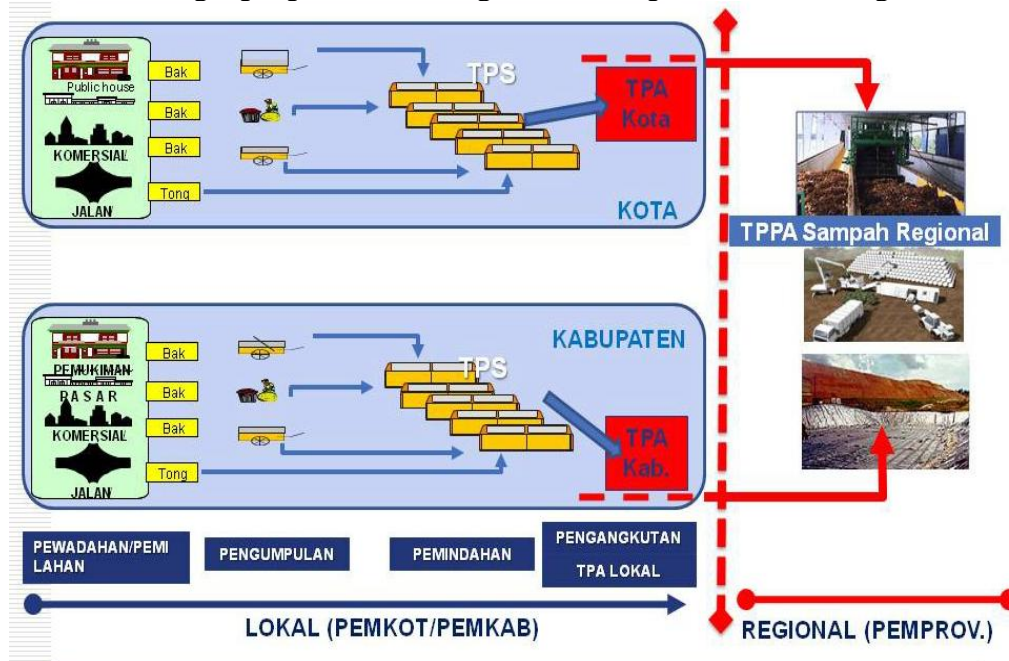 Public house
KOMERSIAL
JALAN
Bak
Bak
Bak
Tong
TPS
TPA
Kota
KOTA
TPPA Sampah Regional
PEMUKIMAN
PASAR
KOMERSIAL
JALAN
Bak
Bak
Bak
Tong
TPS
KABUPATEN
TPA
Kab.
PEWADAHAN/PEMI
LAHAN
PENGUMPULAN
PEMINDAHAN
PENGANGKUTAN
TPA LOKAL
LOKAL (PEMKOT/PEMKAB)
REGIONAL (PEMPROV.)